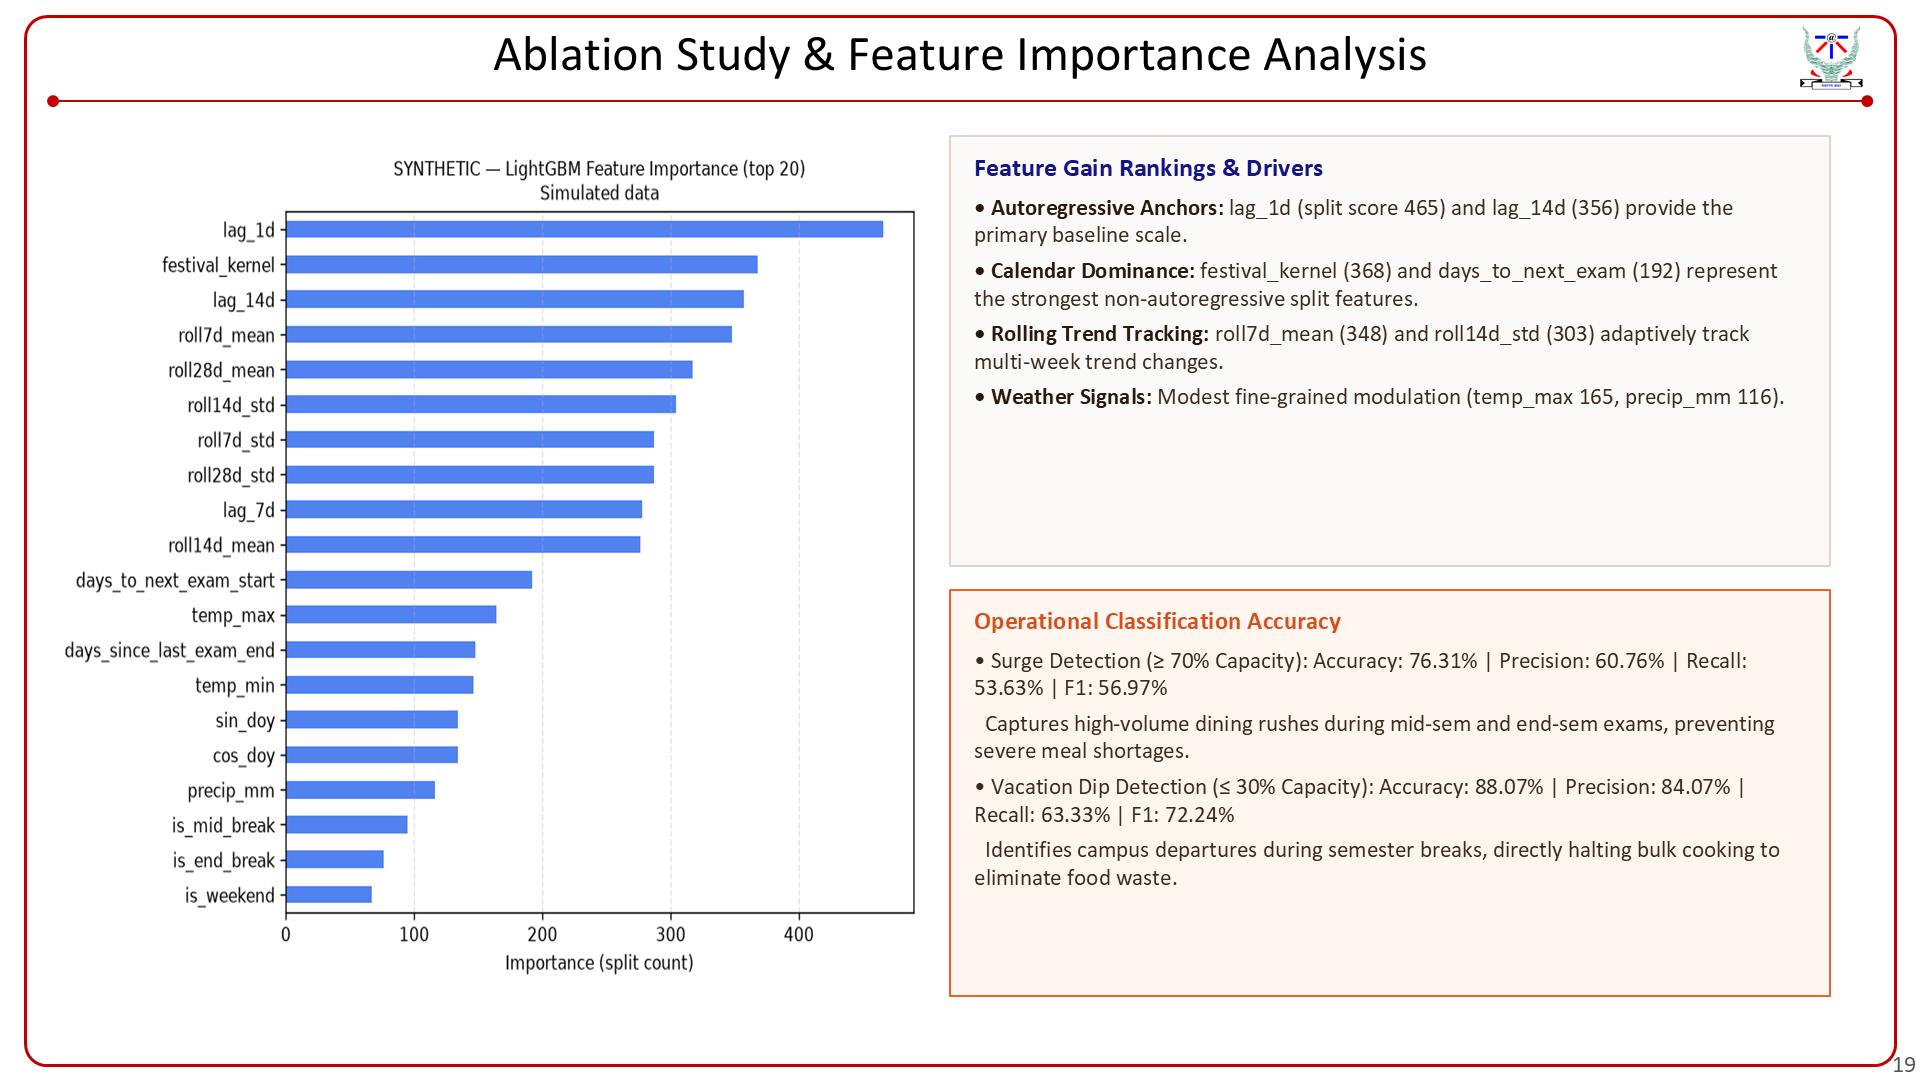 Ablation Study & Feature Importance Analysis
SYNTHETIC — LightGBM Feature Importance (top 20)
Simulated data
lag_1d
festival_kernel
lag_14d
roll7d_mean
roll28d_mean
roll14d_std
roll7d_std
roll28d_std
lag_7d
roll14d_mean
days_to_next_exam_start
temp_max
days_since_last_exam_end
temp_min
sin_doy
cos_doy
precip_mm
is_mid_break
is_end_break
is_weekend
0 100 200 300 400
Importance (split count)
Feature Gain Rankings & Drivers
• Autoregressive Anchors: lag_1d (split score 465) and lag_14d (356) provide the
primary baseline scale.
• Calendar Dominance: festival_kernel (368) and days_to_next_exam (192) represent
the strongest non-autoregressive split features.
• Rolling Trend Tracking: roll7d_mean (348) and roll14d_std (303) adaptively track
multi-week trend changes.
• Weather Signals: Modest fine-grained modulation (temp_max 165, precip_mm 116).
Operational Classification Accuracy
• Surge Detection (≥ 70% Capacity): Accuracy: 76.31% | Precision: 60.76% | Recall:
53.63% | F1: 56.97%
Captures high-volume dining rushes during mid-sem and end-sem exams, preventing
severe meal shortages.
• Vacation Dip Detection (≤ 30% Capacity): Accuracy: 88.07% | Precision: 84.07% |
Recall: 63.33% | F1: 72.24%
Identifies campus departures during semester breaks, directly halting bulk cooking to
eliminate food waste.
19